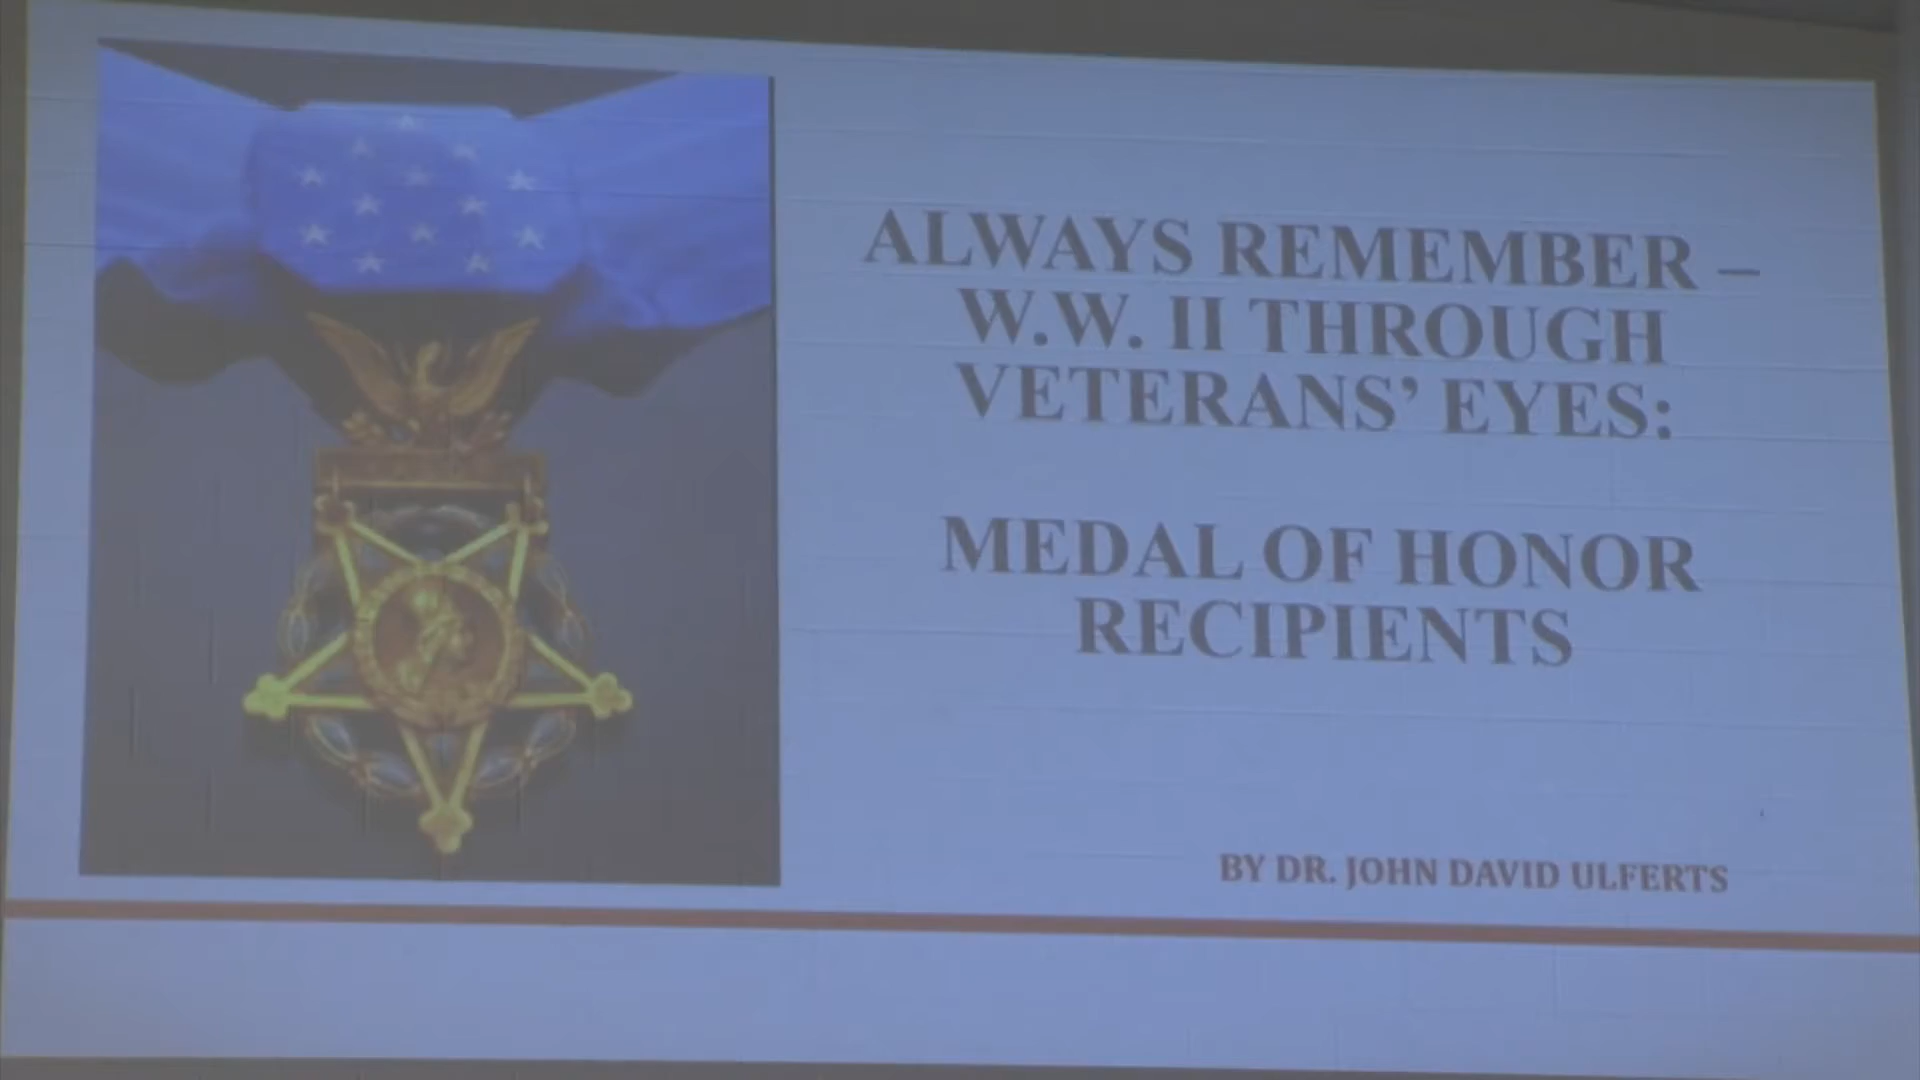 ALWAYS REMEMBER –
W.W. II THROUGH
VETERANS’ EYES:
MEDAL OF HONOR
RECIPIENTS
BY DR. JOHN DAVID ULFERTS